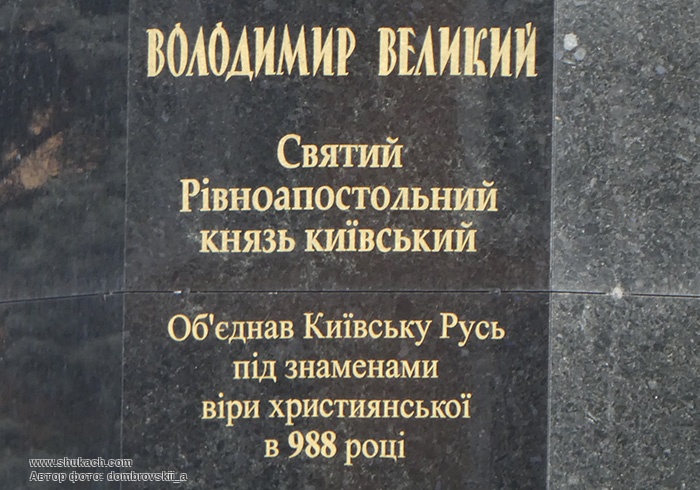 ВОЛОДИМИР ВЕЛИКИЙ
Святий
Рівноапостольний
князь київський
Об'єднав Київську Русь
під знаменами
віри християнської
в 988 році
www.shukach.com
Автор фото: dombrovskii_a